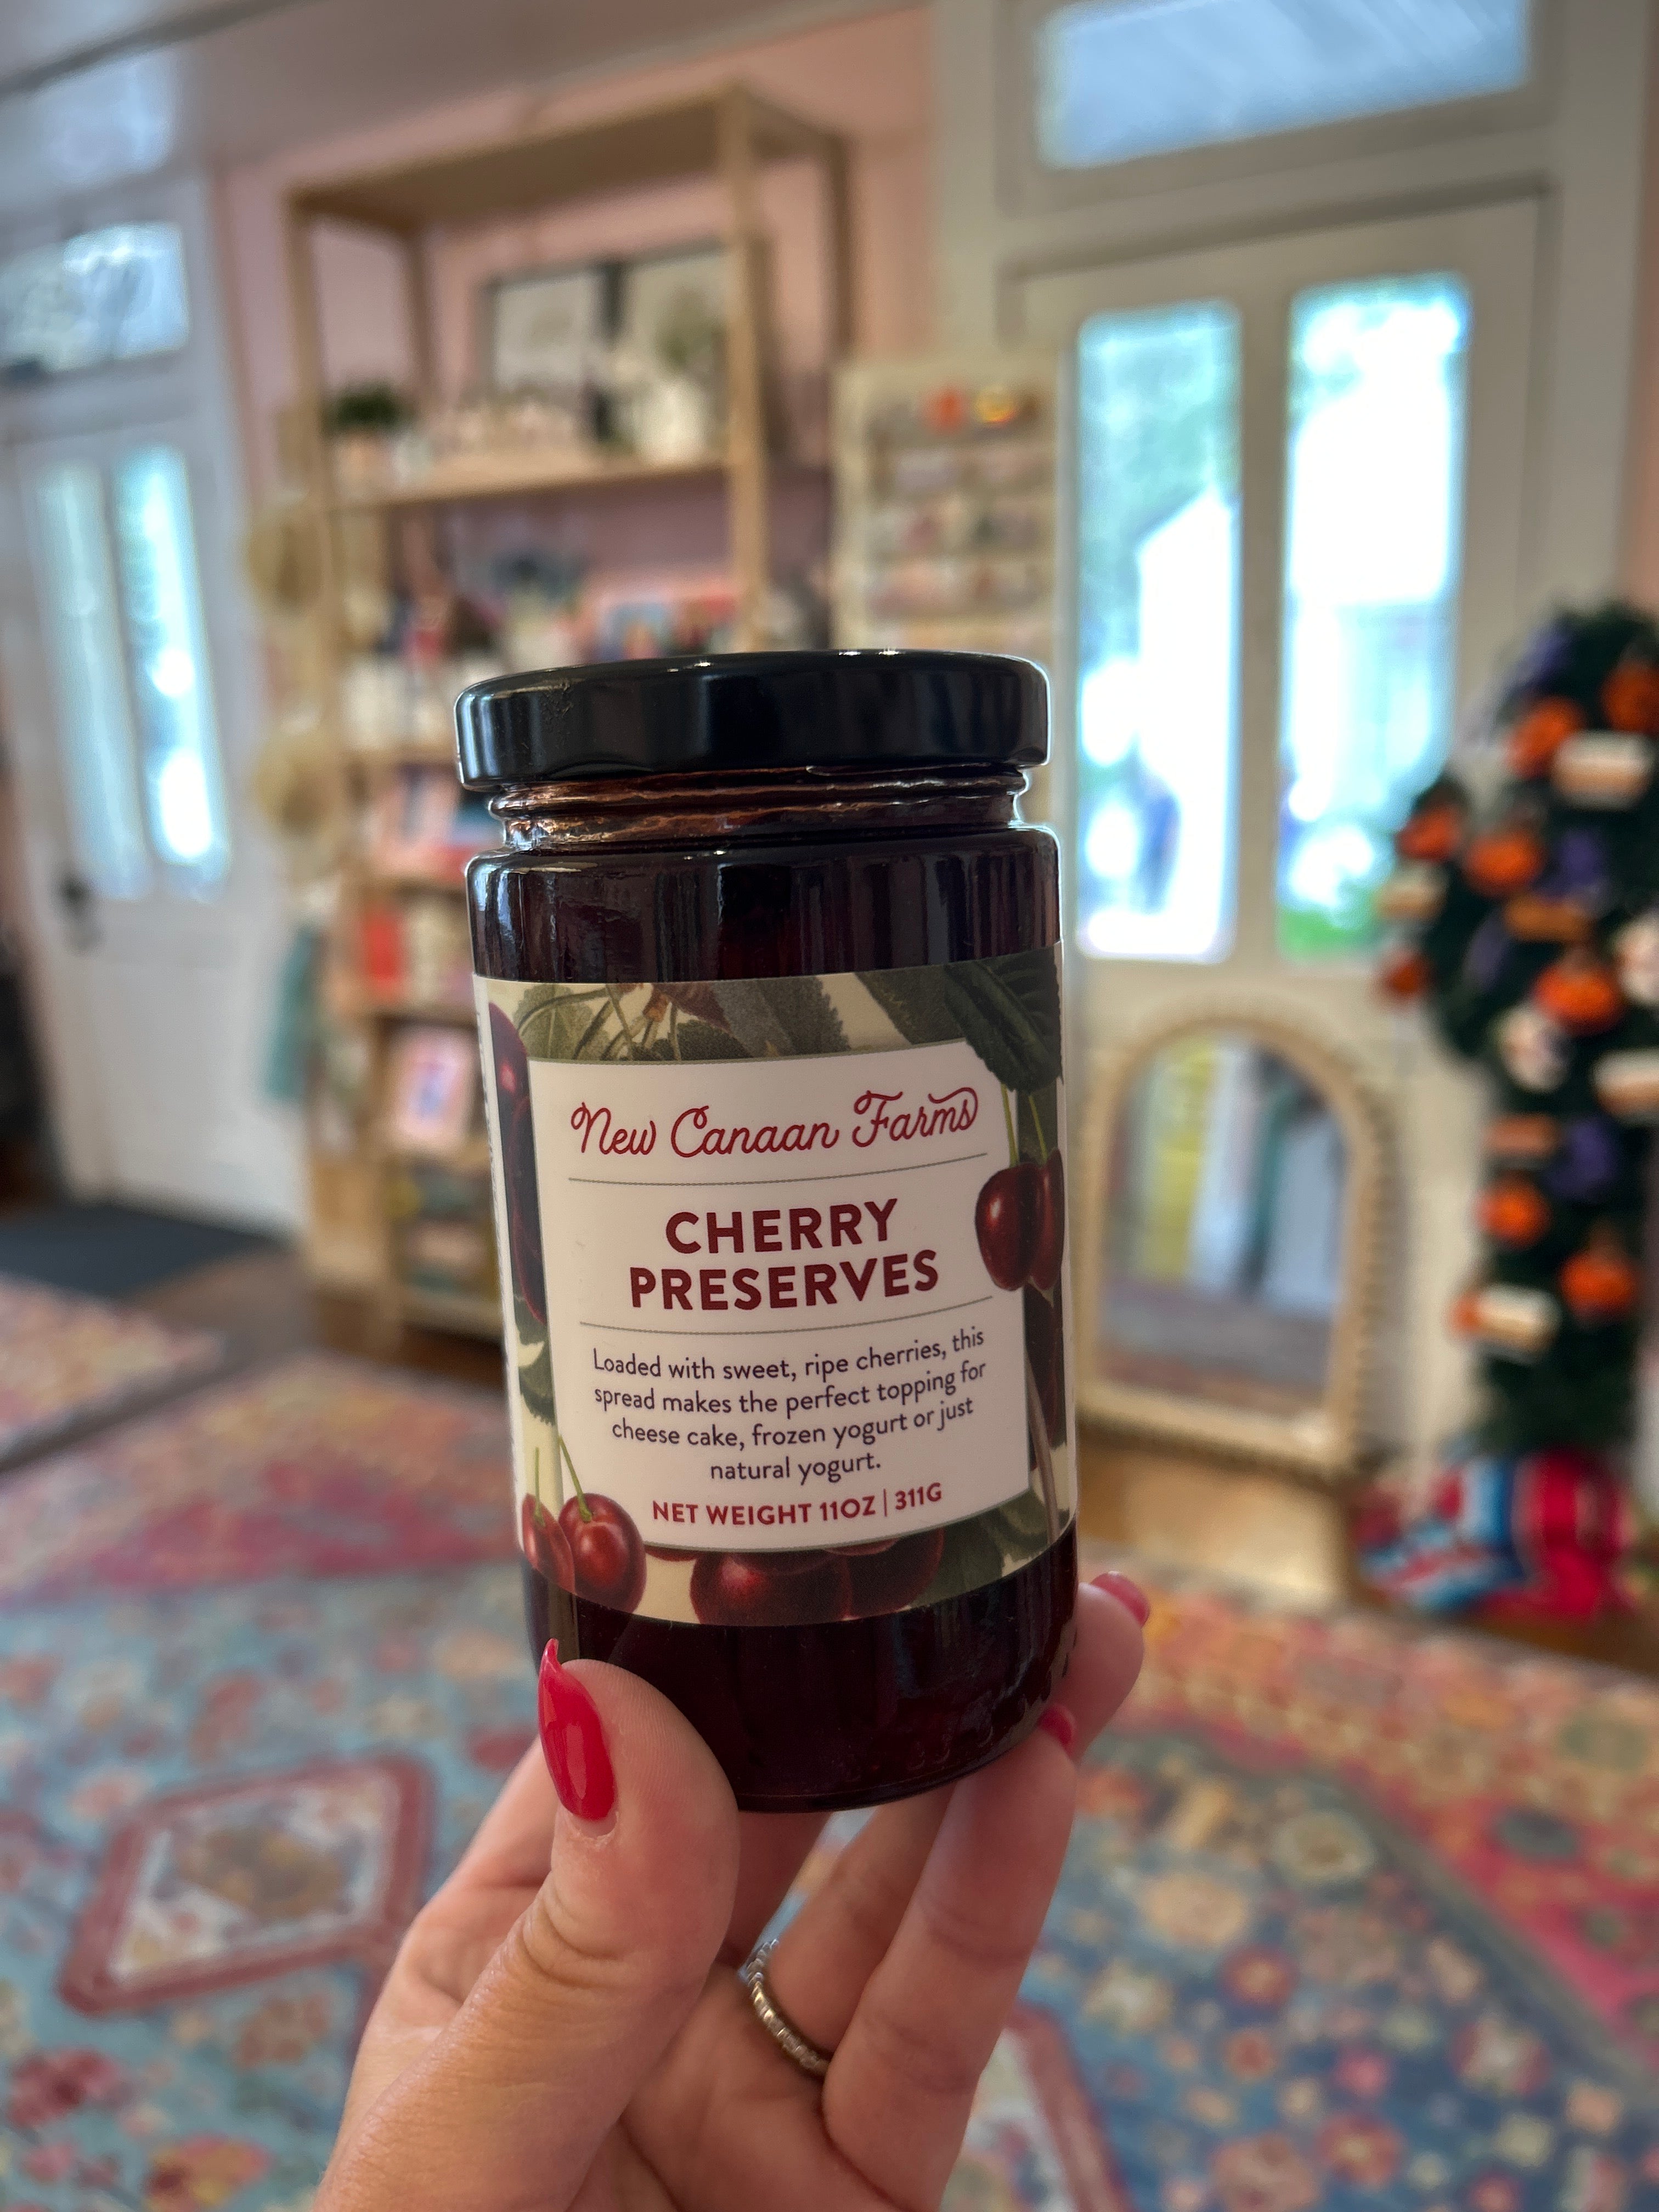 New Canaan Farms
CHERRY
PRESERVES
Loaded with sweet, ripe cherries, this
spread makes the perfect topping for
cheese cake, frozen yogurt or just
natural yogurt.
NET WEIGHT 11OZ | 311G